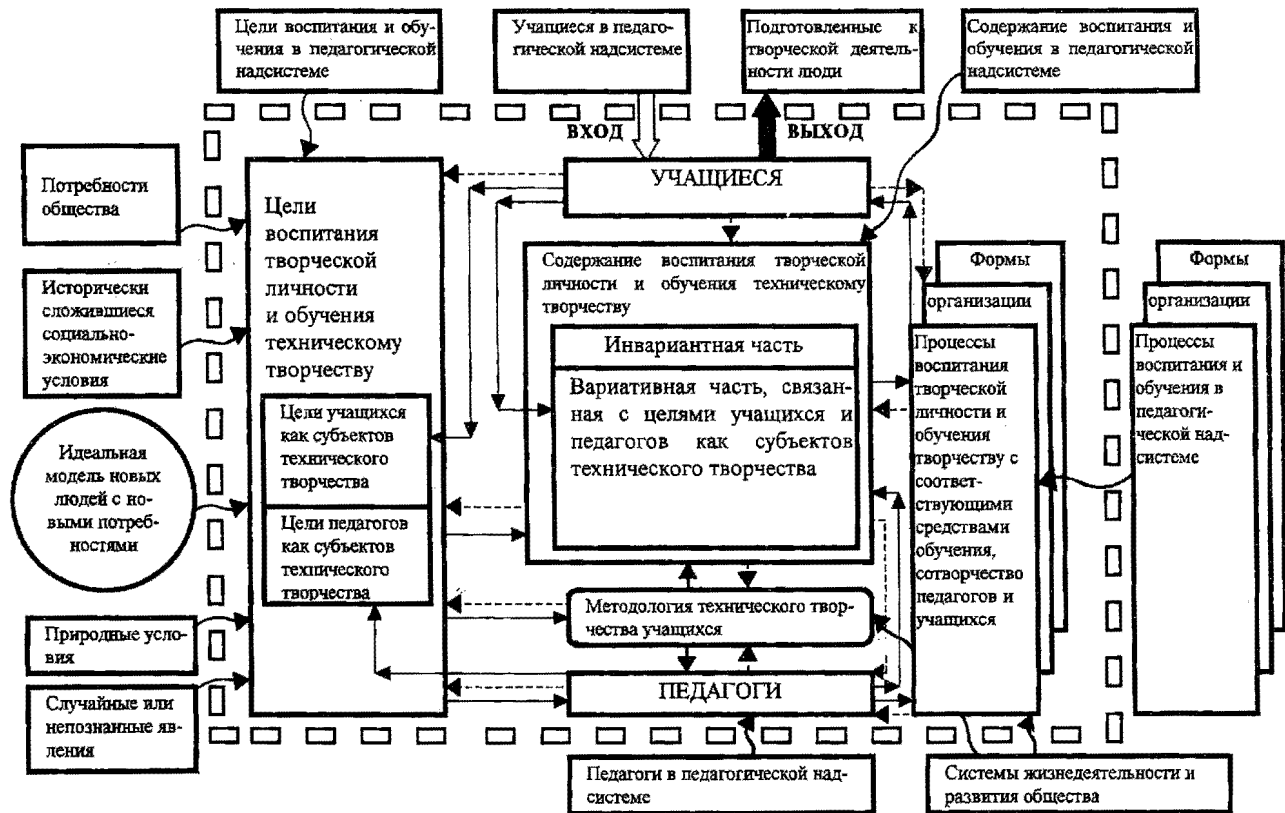 Цели воспитания и обу-
чения в педагогической
надсистеме
Учащиеся в педаго-
гической надсистеме
Подготовленные к
творческой деятель-
ности люди
Содержание воспитания и
обучения в педагогической
надсистеме
ВХОД
ВЫХОД
Потребности
общества
Исторически
сложившиеся
социально-
экономические
условия
Идеальная
модель новых
людей с но-
выми потреб-
ностями
Природные усло-
вия
Случайные или
непознанные яв-
ления
Цели
воспитания
творческой
личности
и обучения
техническому
творчеству
Цели учащихся
как субъектов
технического
творчества
Цели педагогов
как субъектов
технического
творчества
УЧАЩИЕСЯ
Содержание воспитания творческой
личности и обучения техническому
творчеству
Инвариантная часть
Вариативная часть, связан-
ная с целями учащихся и
педагогов как субъектов
технического творчества
Методология технического твор-
чества учащихся
ПЕДАГОГИ
Формы
организации
Процессы
воспитания
творческой
личности и
обучения
творчеству с
соответ-
ствующими
средствами
обучения,
сотворчество
педагогов и
учащихся
Формы
организации
Процессы
воспитания и
обучения в
педагоги-
ческой над-
системе
Педагоги в педагогической над-
системе
Системы жизнедеятельности и
развития общества